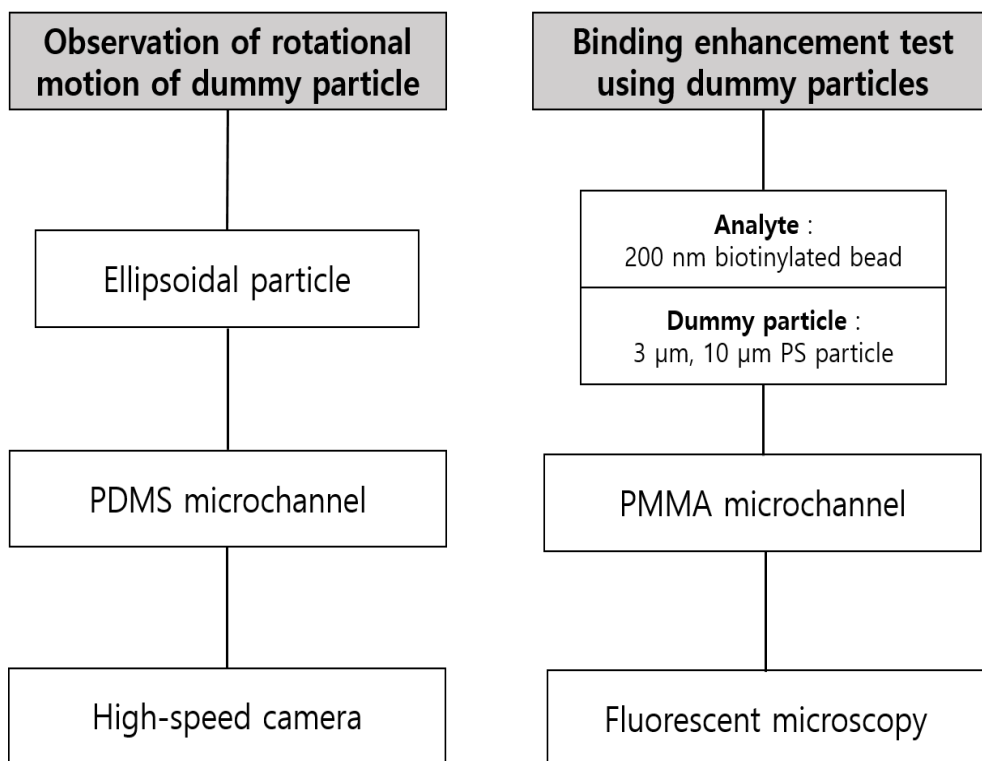 Observation of rotational
motion of dummy particle
Ellipsoidal particle
PDMS microchannel
High-speed camera
Binding enhancement test
using dummy particles
Analyte :
200 nm biotinylated bead
Dummy particle :
3 μm, 10 μm PS particle
PMMA microchannel
Fluorescent microscopy